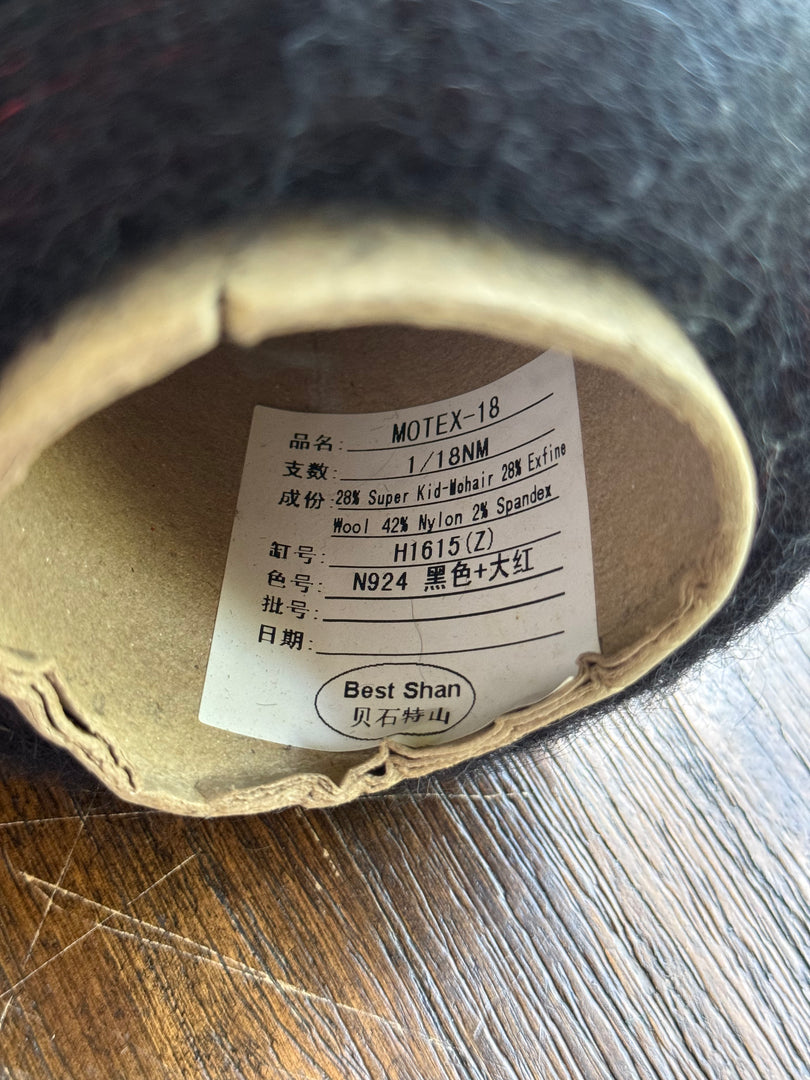 品名: MOTEX-18
支数: 1/18NM
成份: 28% Super Kid-Mohair 28% Exfine
Wool 42% Nylon 2% Spandex
缸号: H1615(Z)
色号: N924 黑色+大红
批号:
日期:
Best Shan
贝石特山